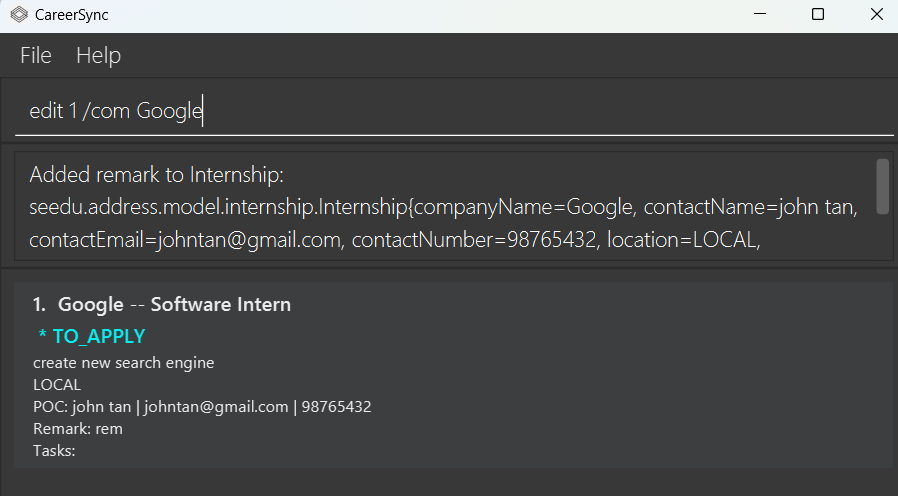 CareerSync
File Help
edit 1 /com Google
Added remark to Internship:
seedu.address.model.internship.Internship{companyName=Google, contactName=john tan,
contactEmail=johntan@gmail.com, contactNumber=98765432, location=LOCAL,
1. Google -- Software Intern
* TO_APPLY
create new search engine
LOCAL
POC: john tan | johntan@gmail.com | 98765432
Remark: rem
Tasks: